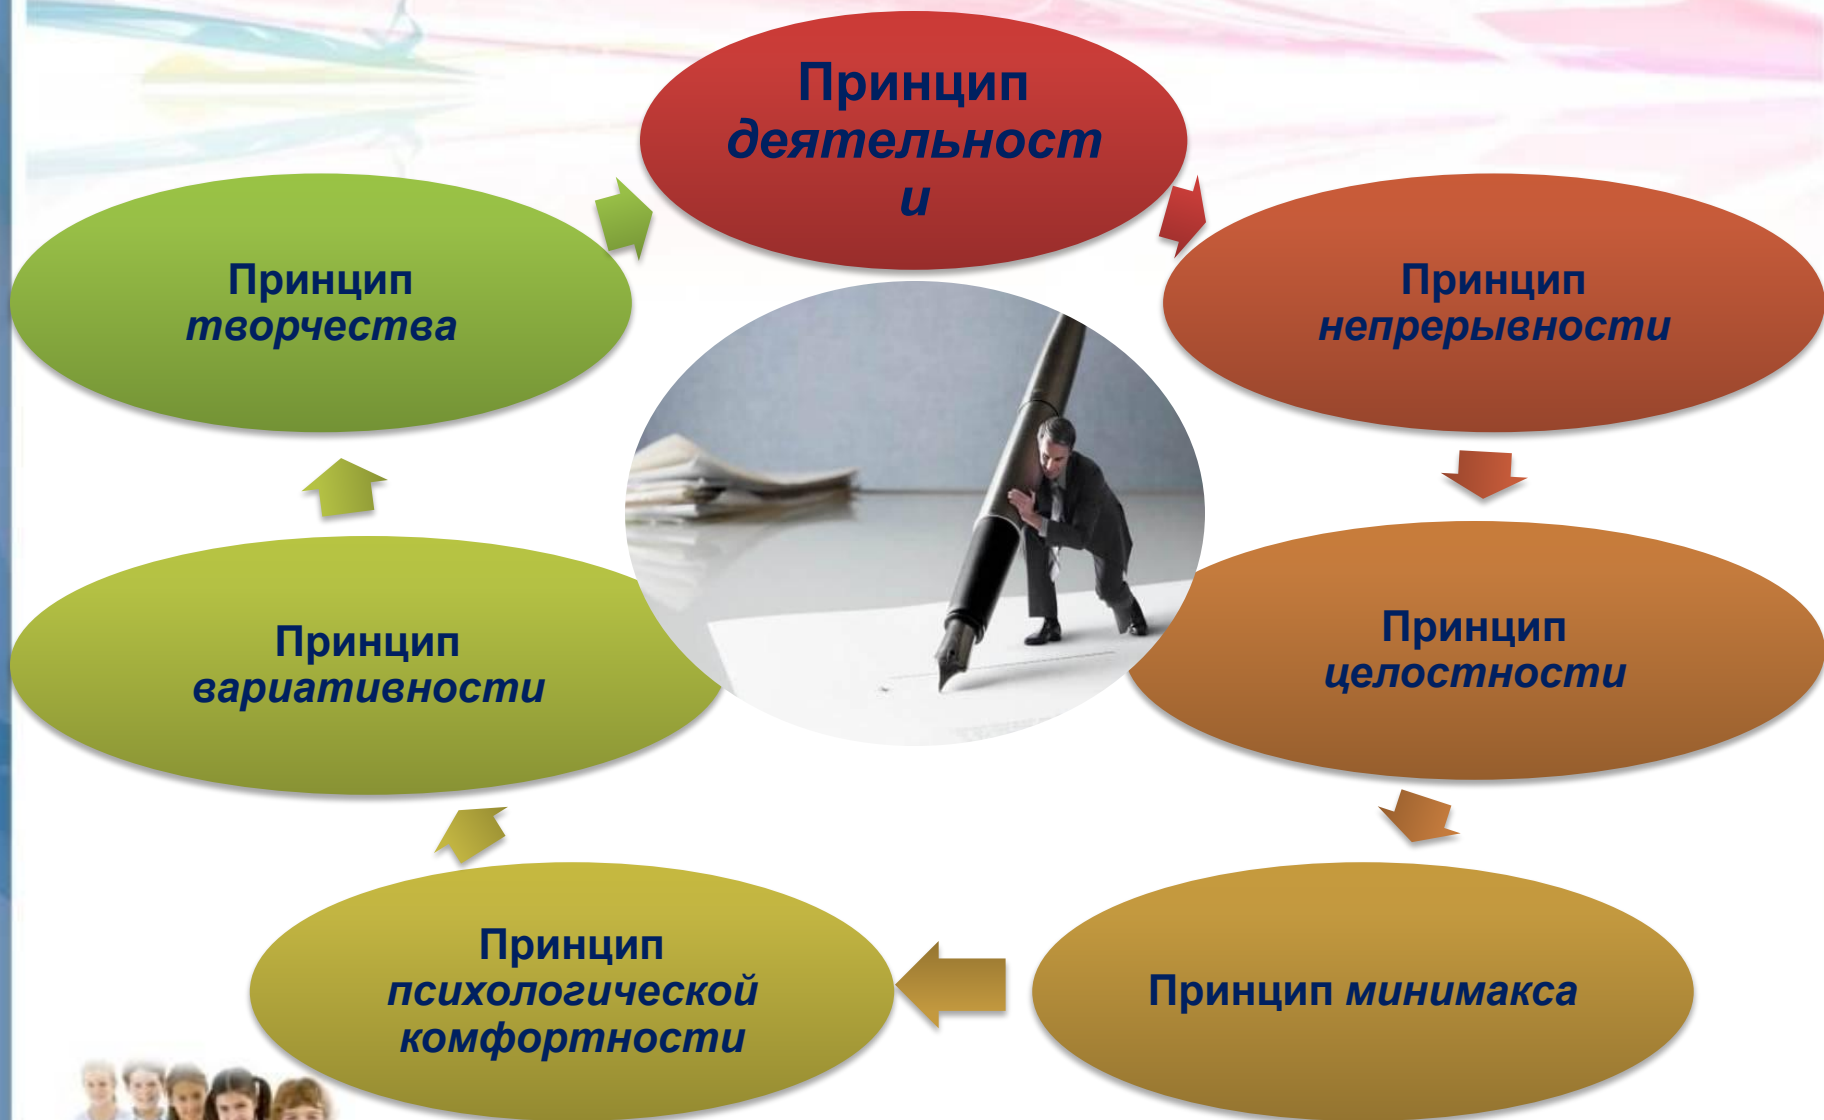 Принцип
деятельност
и
Принцип
непрерывности
Принцип
целостности
Принцип минимакса
Принцип
психологической
комфортности
Принцип
вариативности
Принцип
творчества